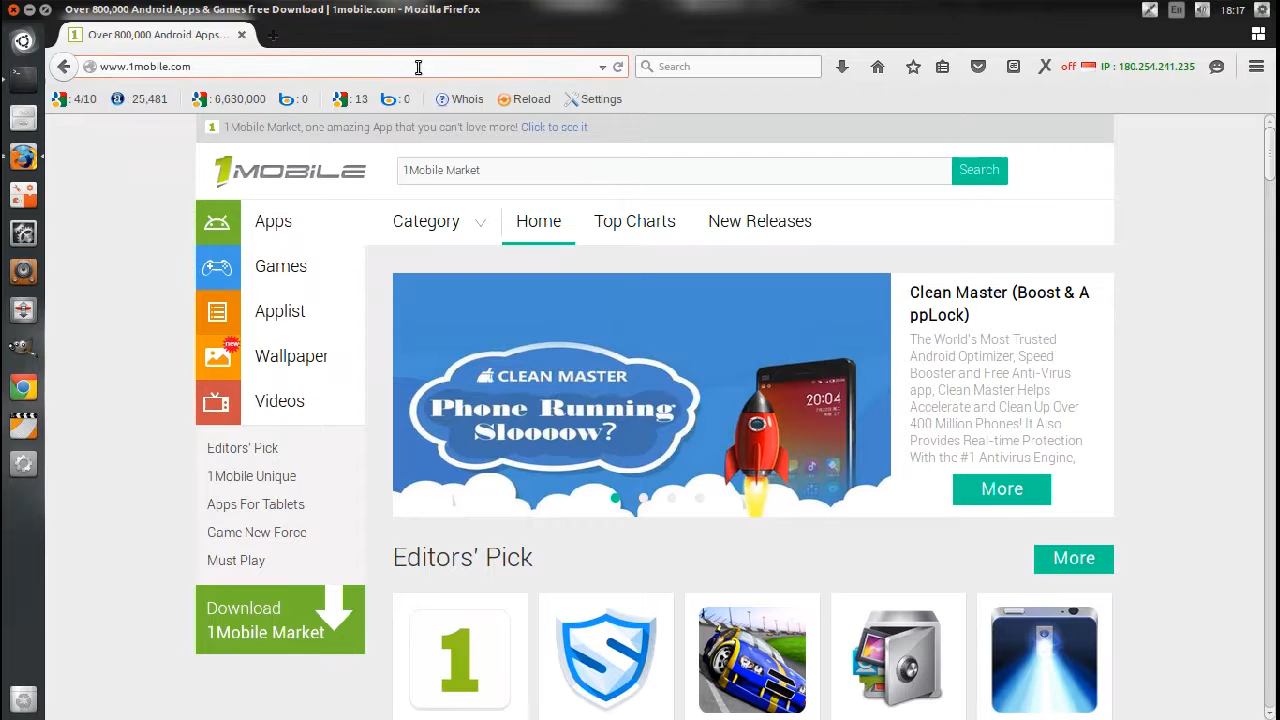 Over 800,000 Android Apps & Games free Download | 1mobile.com - Mozilla Firefox
En
18:17
1 Over 800,000 Android Apps...
www.1mobile.com
Search
off IP : 180.254.241.235
: 4/10
25,481
: 6,630,000
: 0
: 13
: 0
Whois
Reload
Settings
1 1Mobile Market, one amazing App that you can't love more! Click to see it
1MOBILE
1Mobile Market
Search
Apps
Games
Applist
new
Wallpaper
Videos
Category
Home
Top Charts
New Releases
CLEAN MASTER
Phone Running
Sloooow?
20:04
Clean Master (Boost & A
ppLock)
The World's Most Trusted
Android Optimizer, Speed
Booster and Free Anti-Virus
app, Clean Master Helps
Accelerate and Clean Up Over
400 Million Phones! It Also
Provides Real-time Protection
With the #1 Antivirus Engine,
More
Editors' Pick
1Mobile Unique
Apps For Tablets
Game New Force
Must Play
Download
1Mobile Market
Editors' Pick
More
1